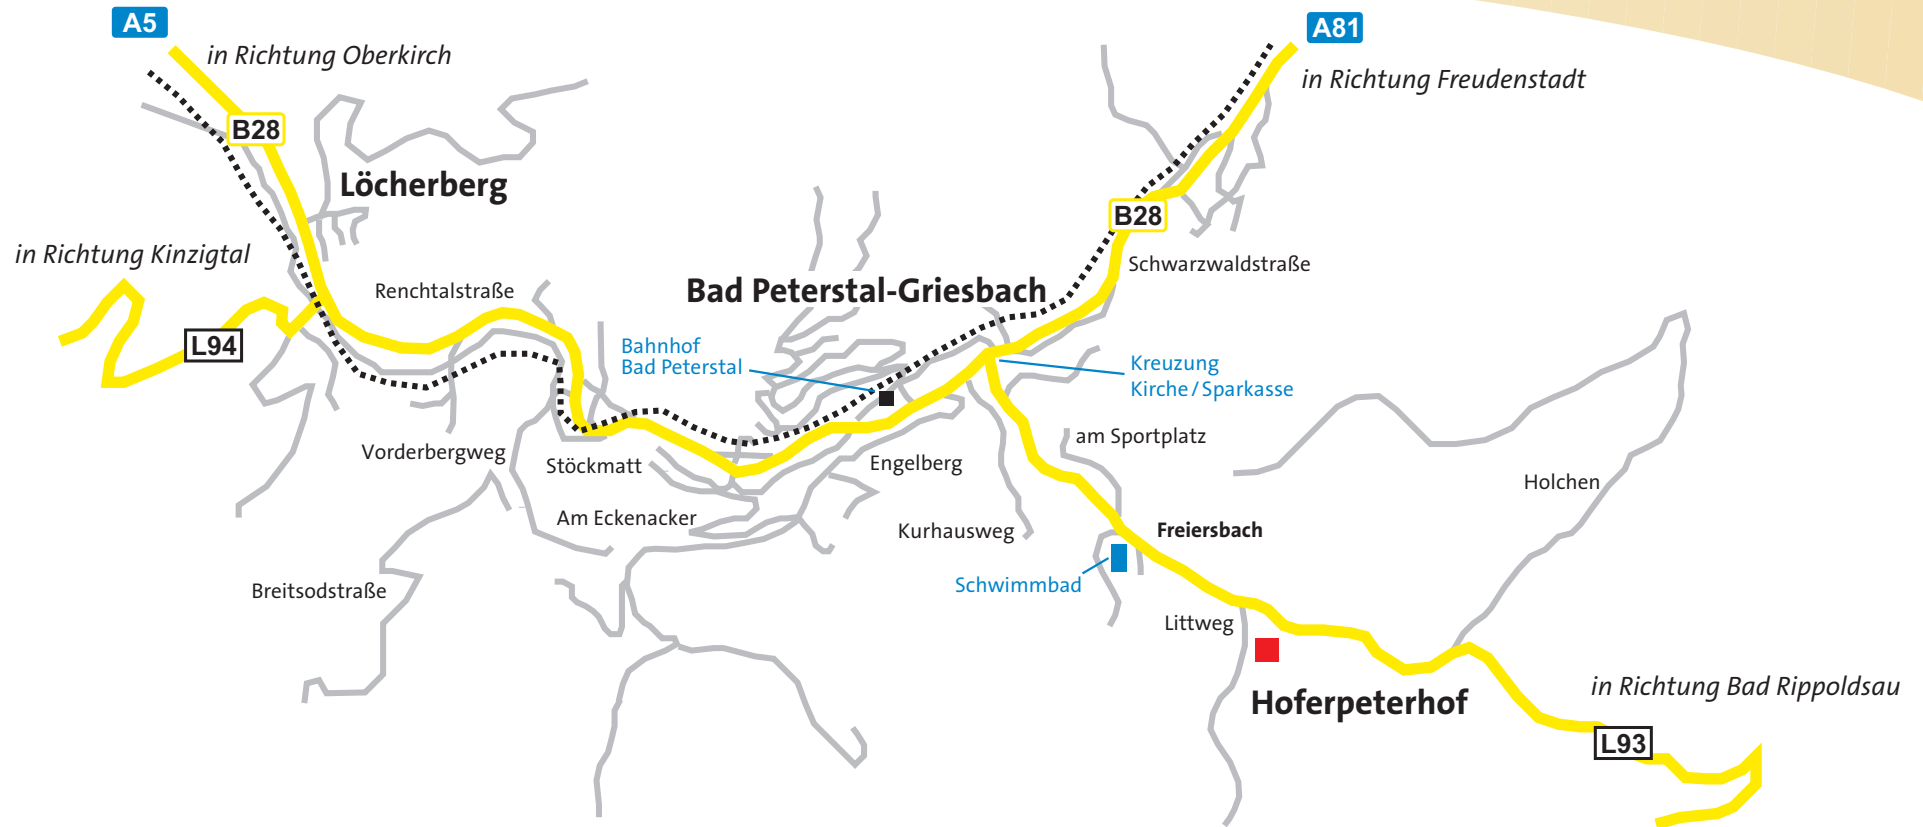 A5
in Richtung Oberkirch
A81
in Richtung Freudenstadt
B28
Löcherberg
B28
in Richtung Kinzigtal
Schwarzwaldstraße
Renchtalstraße
Bad Peterstal-Griesbach
L94
Bahnhof
Bad Peterstal
Kreuzung
Kirche/Sparkasse
am Sportplatz
Vorderbergweg
Stöckmatt
Engelberg
Holchen
Am Eckenacker
Kurhausweg
Freiersbach
Breitsodstraße
Schwimmbad
Littweg
Hoferpeterhof
in Richtung Bad Rippoldsau
L93